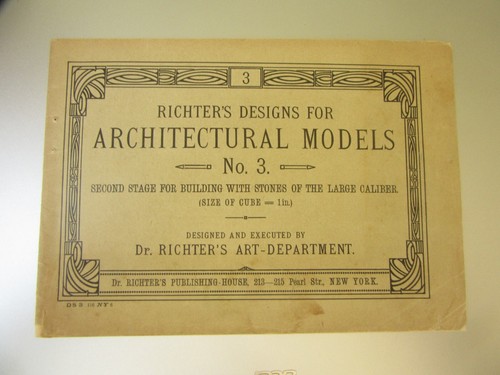 3
RICHTER'S DESIGNS FOR
ARCHITECTURAL MODELS
No. 3.
SECOND STAGE FOR BUILDING WITH STONES OF THE LARGE CALIBER.
(SIZE OF CUBE = 1in.)
DESIGNED AND EXECUTED BY
Dr. RICHTER'S ART-DEPARTMENT.
Dr. RICHTER'S PUBLISHING-HOUSE, 213—215 Pearl Str., NEW YORK.